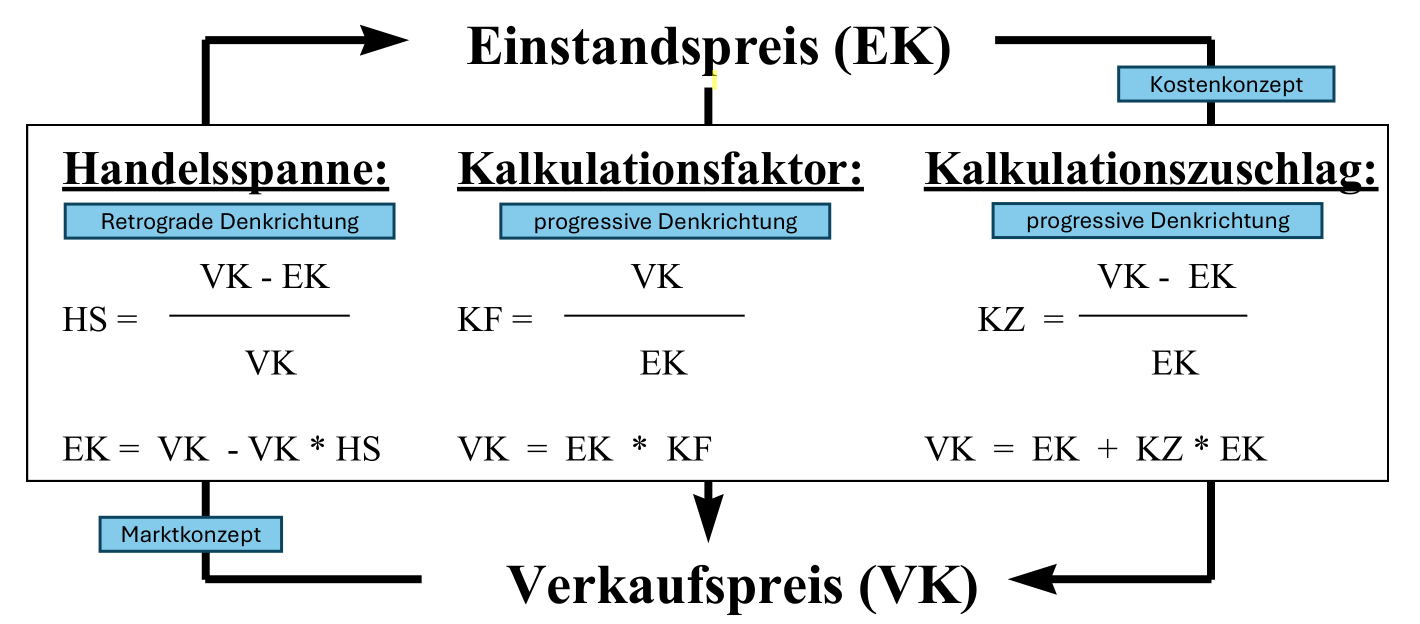 Einstandspreis (EK)
Kostenkonzept
Handelsspanne:
Retrograde Denkrichtung
VK - EK
HS =
VK
EK = VK - VK * HS
Kalkulationsfaktor:
progressive Denkrichtung
VK
KF =
EK
VK = EK * KF
Kalkulationszuschlag:
progressive Denkrichtung
VK - EK
KZ =
EK
VK = EK + KZ * EK
Marktkonzept
Verkaufspreis (VK)